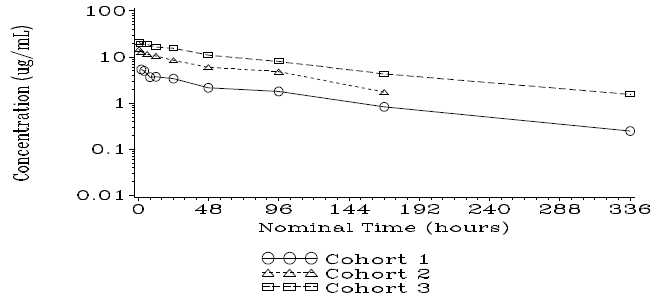 100
10
1
0.1
0.01
Concentration (ug/mL)
0 48 96 144 192 240 288 336
Nominal Time (hours)
Cohort 1
Cohort 2
Cohort 3